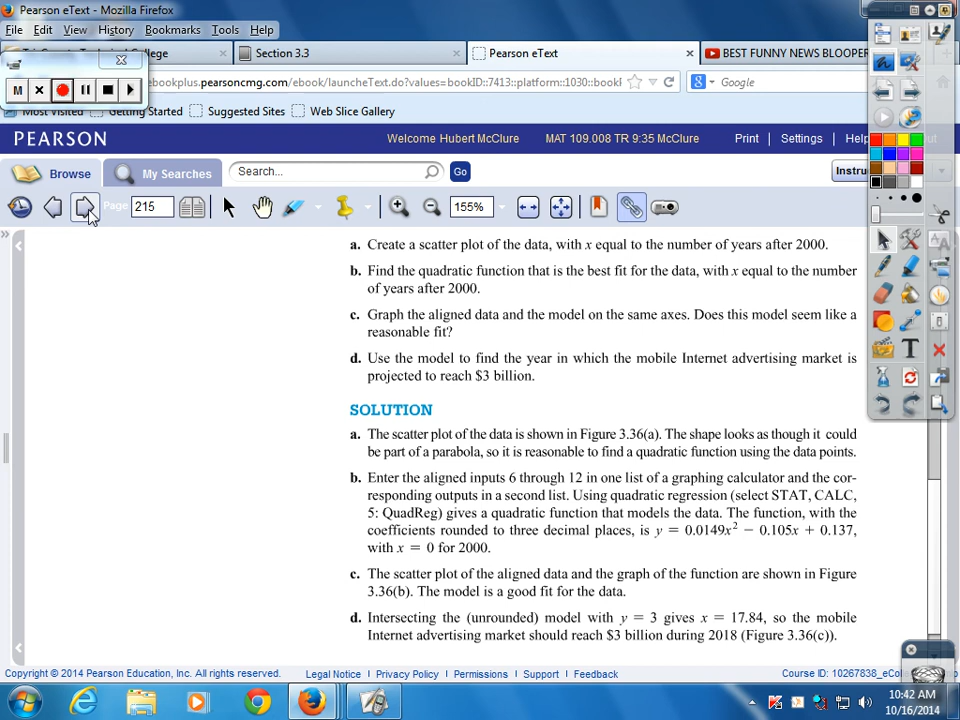 Pearson eText - Mozilla Firefox
File Edit View History Bookmarks Tools Help
Technical College
Section 3.3
Pearson eText
BEST FUNNY NEWS BLOOPER
ebookplus.pearsoncmg.com/ebook/launcheText.do?values=bookID::7413::platform::1030::bookI
Google
M
Most Visited
Getting Started
Suggested Sites
Web Slice Gallery
PEARSON
Welcome Hubert McClure
MAT 109.008 TR 9:35 McClure
Print
Settings
Help
Browse
My Searches
Search...
Go
Instru
Page 215
155%
a. Create a scatter plot of the data, with x equal to the number of years after 2000.
b. Find the quadratic function that is the best fit for the data, with x equal to the number
of years after 2000.
c. Graph the aligned data and the model on the same axes. Does this model seem like a
reasonable fit?
d. Use the model to find the year in which the mobile Internet advertising market is
projected to reach $3 billion.
SOLUTION
a. The scatter plot of the data is shown in Figure 3.36(a). The shape looks as though it could
be part of a parabola, so it is reasonable to find a quadratic function using the data points.
b. Enter the aligned inputs 6 through 12 in one list of a graphing calculator and the cor-
responding outputs in a second list. Using quadratic regression (select STAT, CALC,
5: QuadReg) gives a quadratic function that models the data. The function, with the
coefficients rounded to three decimal places, is y = 0.0149x² − 0.105x + 0.137,
with x = 0 for 2000.
c. The scatter plot of the aligned data and the graph of the function are shown in Figure
3.36(b). The model is a good fit for the data.
d. Intersecting the (unrounded) model with y = 3 gives x = 17.84, so the mobile
Internet advertising market should reach $3 billion during 2018 (Figure 3.36(c)).
Copyright © 2014 Pearson Education, Inc. All rights reserved.
Legal Notice | Privacy Policy | Permissions | Support | Feedback
Course ID: 10267838_eCo
10:42 AM
10/16/2014